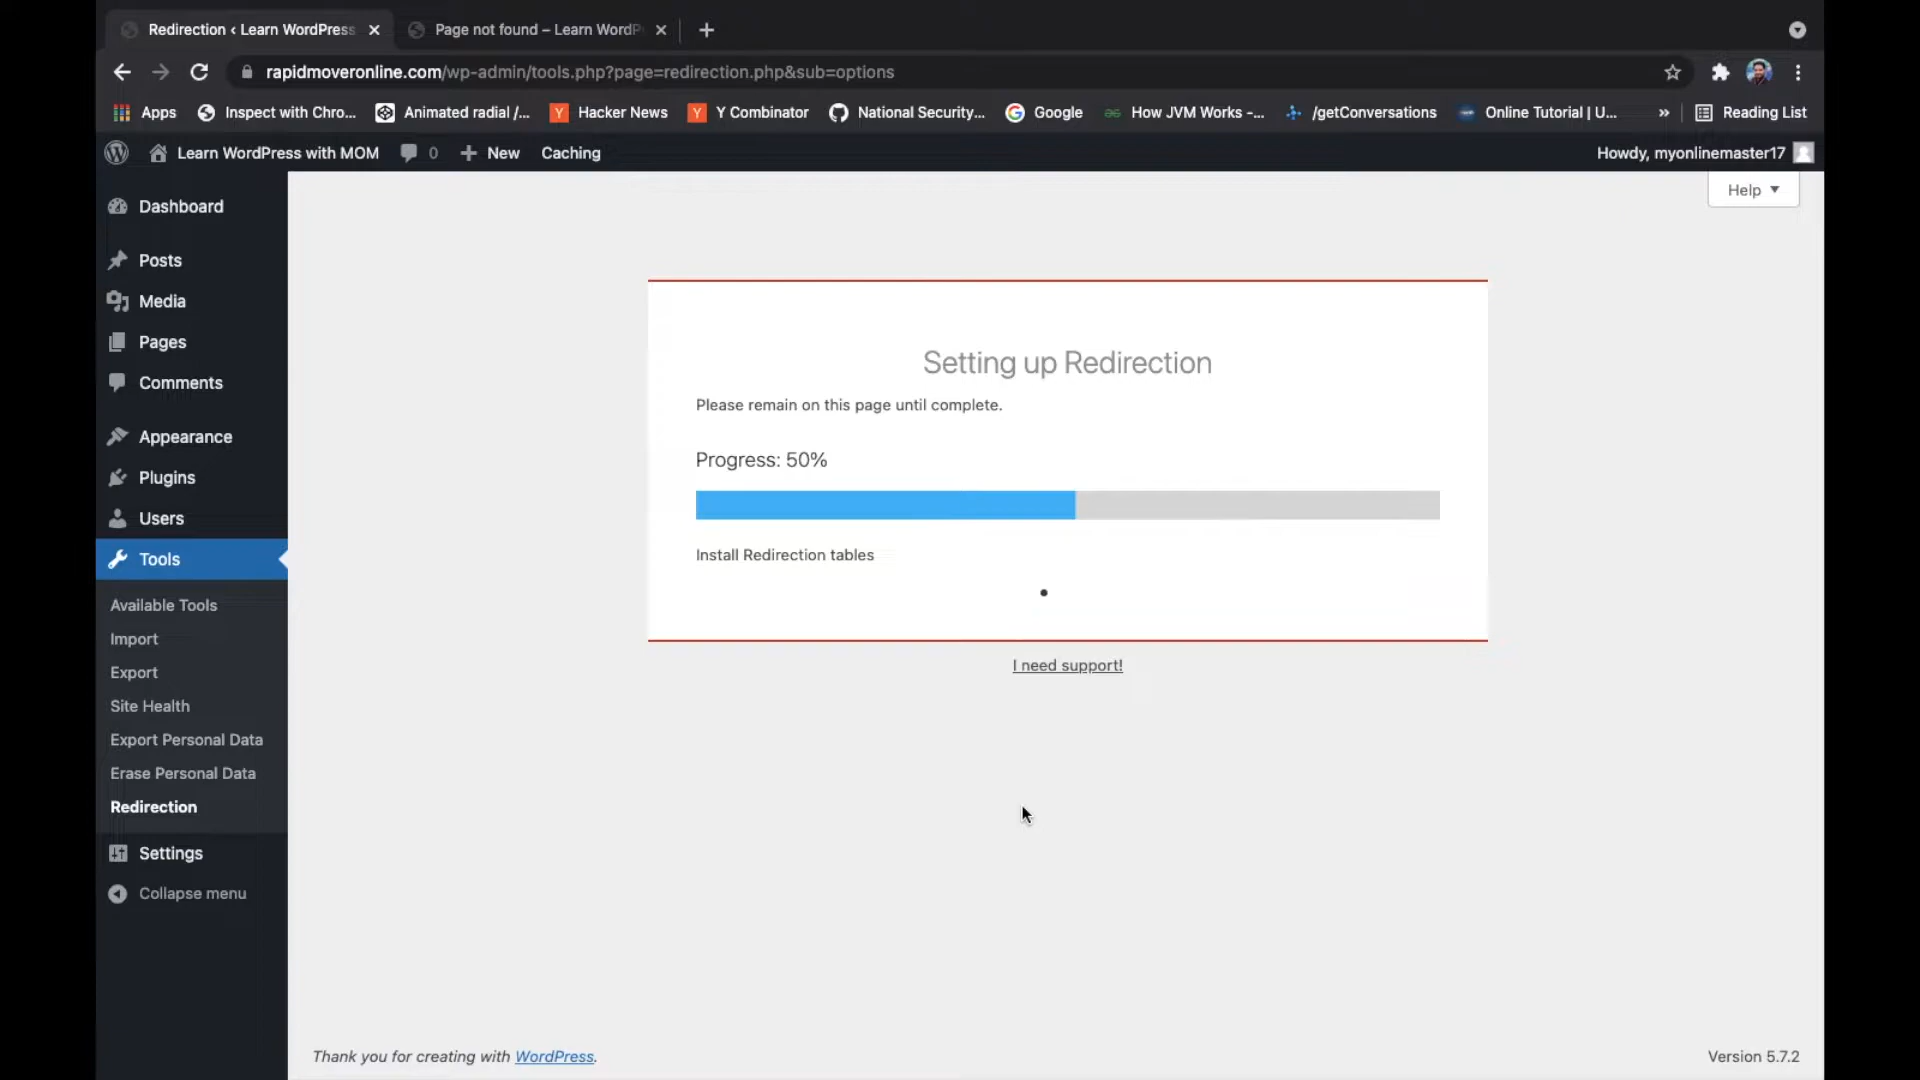 Redirection ‹ Learn WordPress
Page not found – Learn WordP
rapidmoveronline.com/wp-admin/tools.php?page=redirection.php&sub=options
Apps
Inspect with Chro...
Animated radial /...
Hacker News
Y Combinator
National Security...
Google
How JVM Works -...
/getConversations
Online Tutorial | U...
»
Reading List
Learn WordPress with MOM
0
+ New
Caching
Howdy, myonlinemaster17
Help
Dashboard
Posts
Media
Pages
Comments
Appearance
Plugins
Users
Tools
Available Tools
Import
Export
Site Health
Export Personal Data
Erase Personal Data
Redirection
Settings
Collapse menu
Setting up Redirection
Please remain on this page until complete.
Progress: 50%
Install Redirection tables
I need support!
Thank you for creating with WordPress.
Version 5.7.2